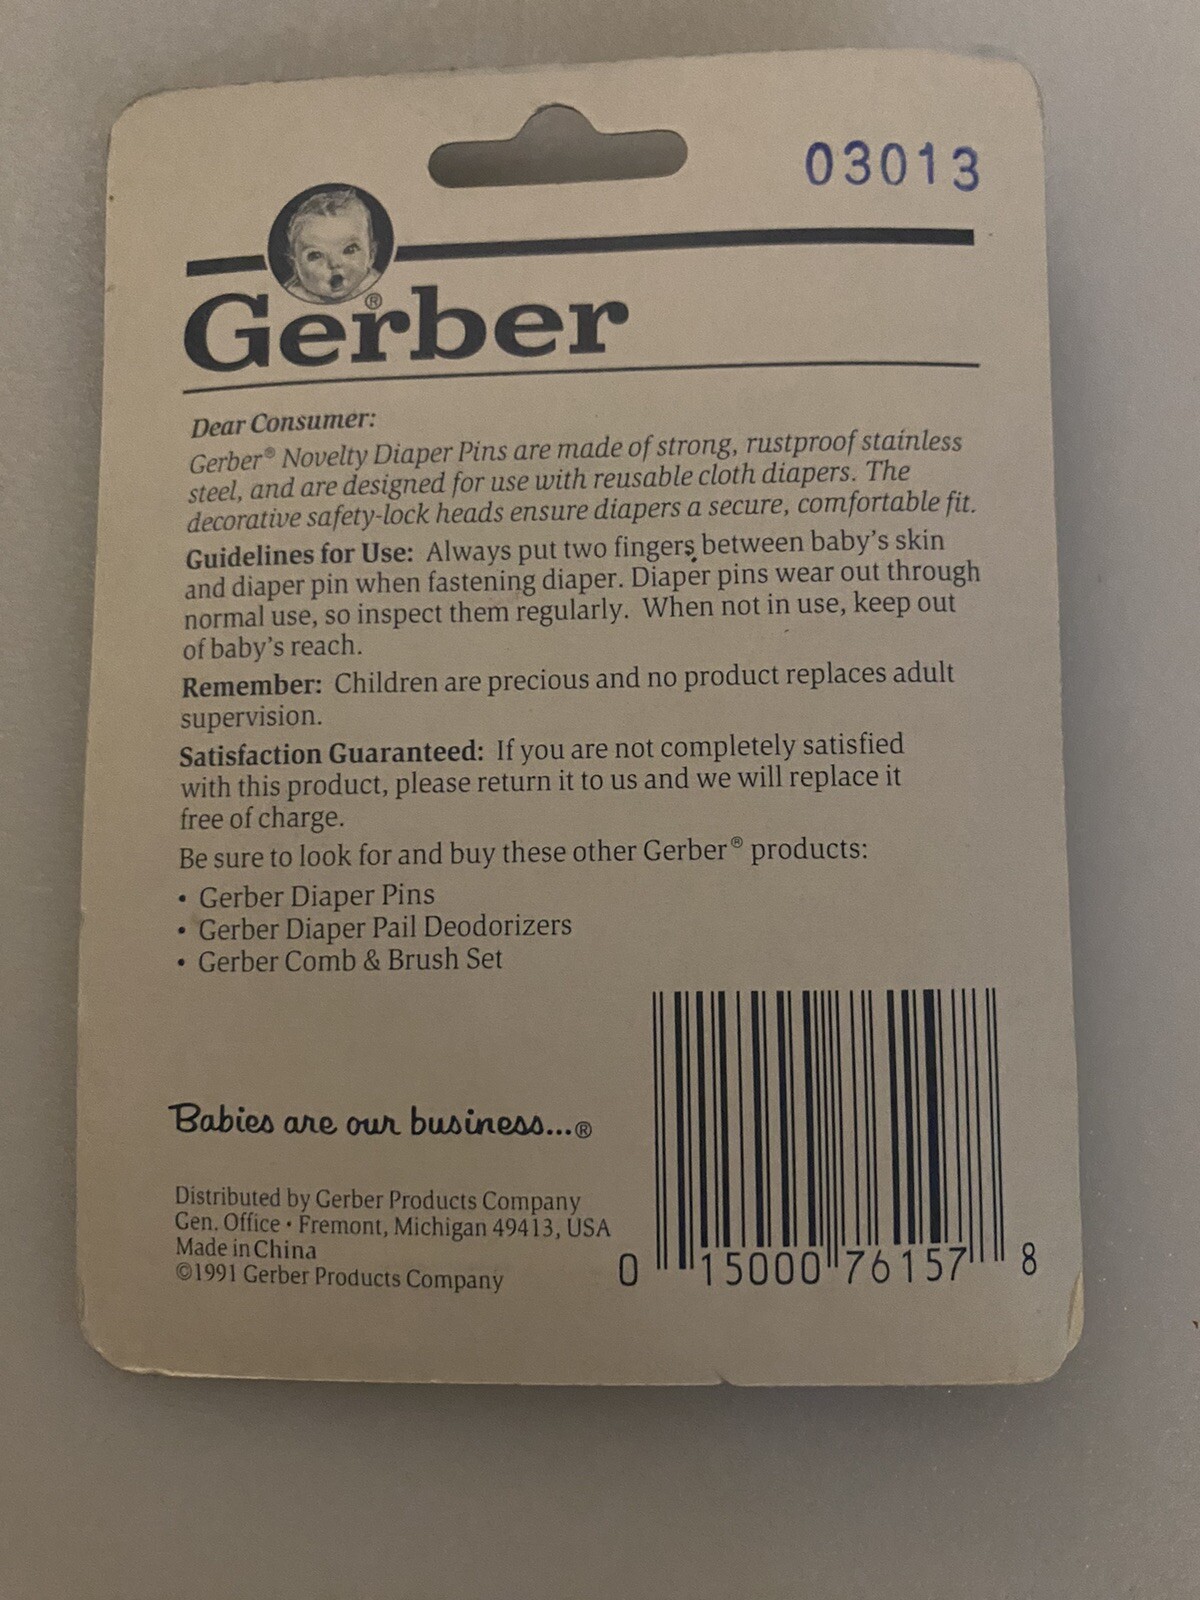 03013
Gerber®
Dear Consumer:
Gerber® Novelty Diaper Pins are made of strong, rustproof stainless
steel, and are designed for use with reusable cloth diapers. The
decorative safety-lock heads ensure diapers a secure, comfortable fit.
Guidelines for Use: Always put two fingers between baby's skin
and diaper pin when fastening diaper. Diaper pins wear out through
normal use, so inspect them regularly. When not in use, keep out
of baby's reach.
Remember: Children are precious and no product replaces adult
supervision.
Satisfaction Guaranteed: If you are not completely satisfied
with this product, please return it to us and we will replace it
free of charge.
Be sure to look for and buy these other Gerber® products:
• Gerber Diaper Pins
• Gerber Diaper Pail Deodorizers
• Gerber Comb & Brush Set
Babies are our business...®
Distributed by Gerber Products Company
Gen. Office • Fremont, Michigan 49413, USA
Made in China
©1991 Gerber Products Company
0 15000 76157 8